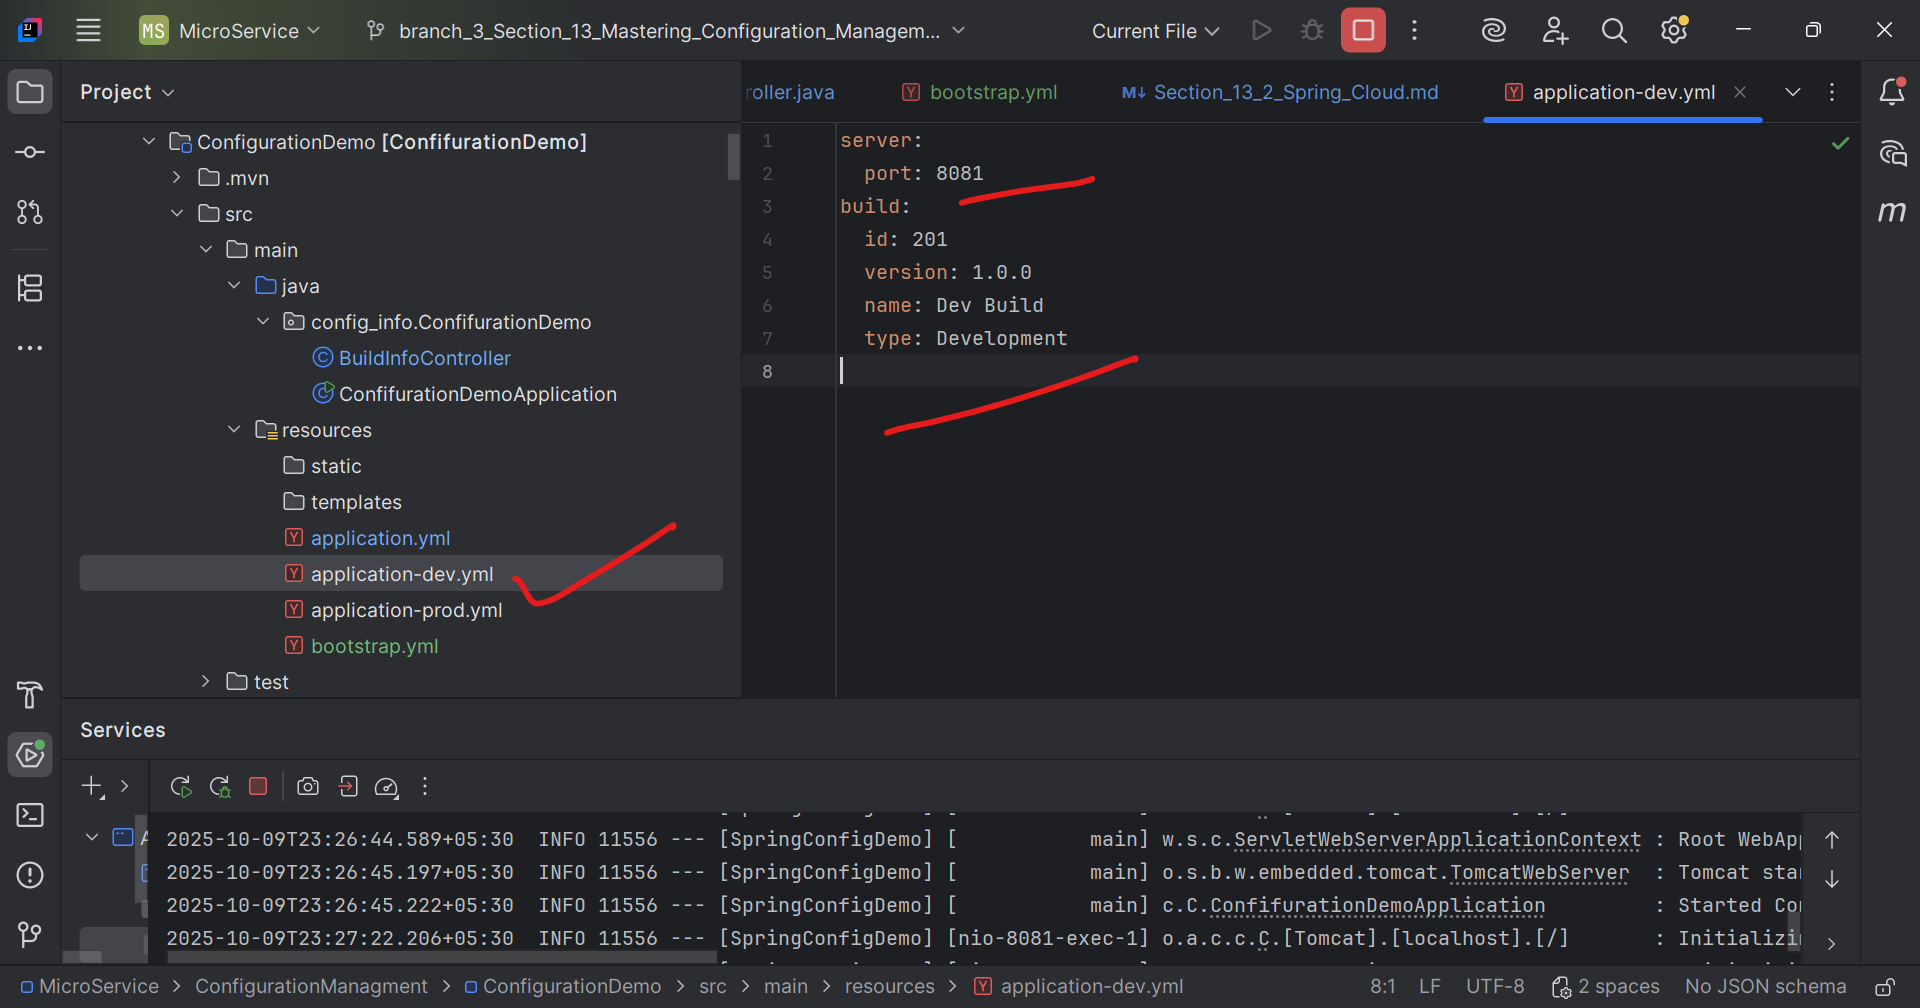 MS MicroService branch_3_Section_13_Mastering_Configuration_Managem... Current File
Project
roller.java bootstrap.yml M↓ Section_13_2_Spring_Cloud.md application-dev.yml
ConfigurationDemo [ConfifurationDemo]
.mvn
src
main
java
config_info.ConfifurationDemo
BuildInfoController
ConfifurationDemoApplication
resources
static
templates
application.yml
application-dev.yml
application-prod.yml
bootstrap.yml
test
1 server:
2 port: 8081
3 build:
4 id: 201
5 version: 1.0.0
6 name: Dev Build
7 type: Development
8
m
Services
A
2025-10-09T23:26:44.589+05:30 INFO 11556 --- [SpringConfigDemo] [ main] w.s.c.ServletWebServerApplicationContext : Root WebApp
2025-10-09T23:26:45.197+05:30 INFO 11556 --- [SpringConfigDemo] [ main] o.s.b.w.embedded.tomcat.TomcatWebServer : Tomcat star
2025-10-09T23:26:45.222+05:30 INFO 11556 --- [SpringConfigDemo] [ main] c.C.ConfifurationDemoApplication : Started Con
2025-10-09T23:27:22.206+05:30 INFO 11556 --- [SpringConfigDemo] [nio-8081-exec-1] o.a.c.c.C.[Tomcat].[localhost].[/] : Initializi
MicroService > ConfigurationManagment > ConfigurationDemo > src > main > resources > application-dev.yml 8:1 LF UTF-8 2 spaces No JSON schema